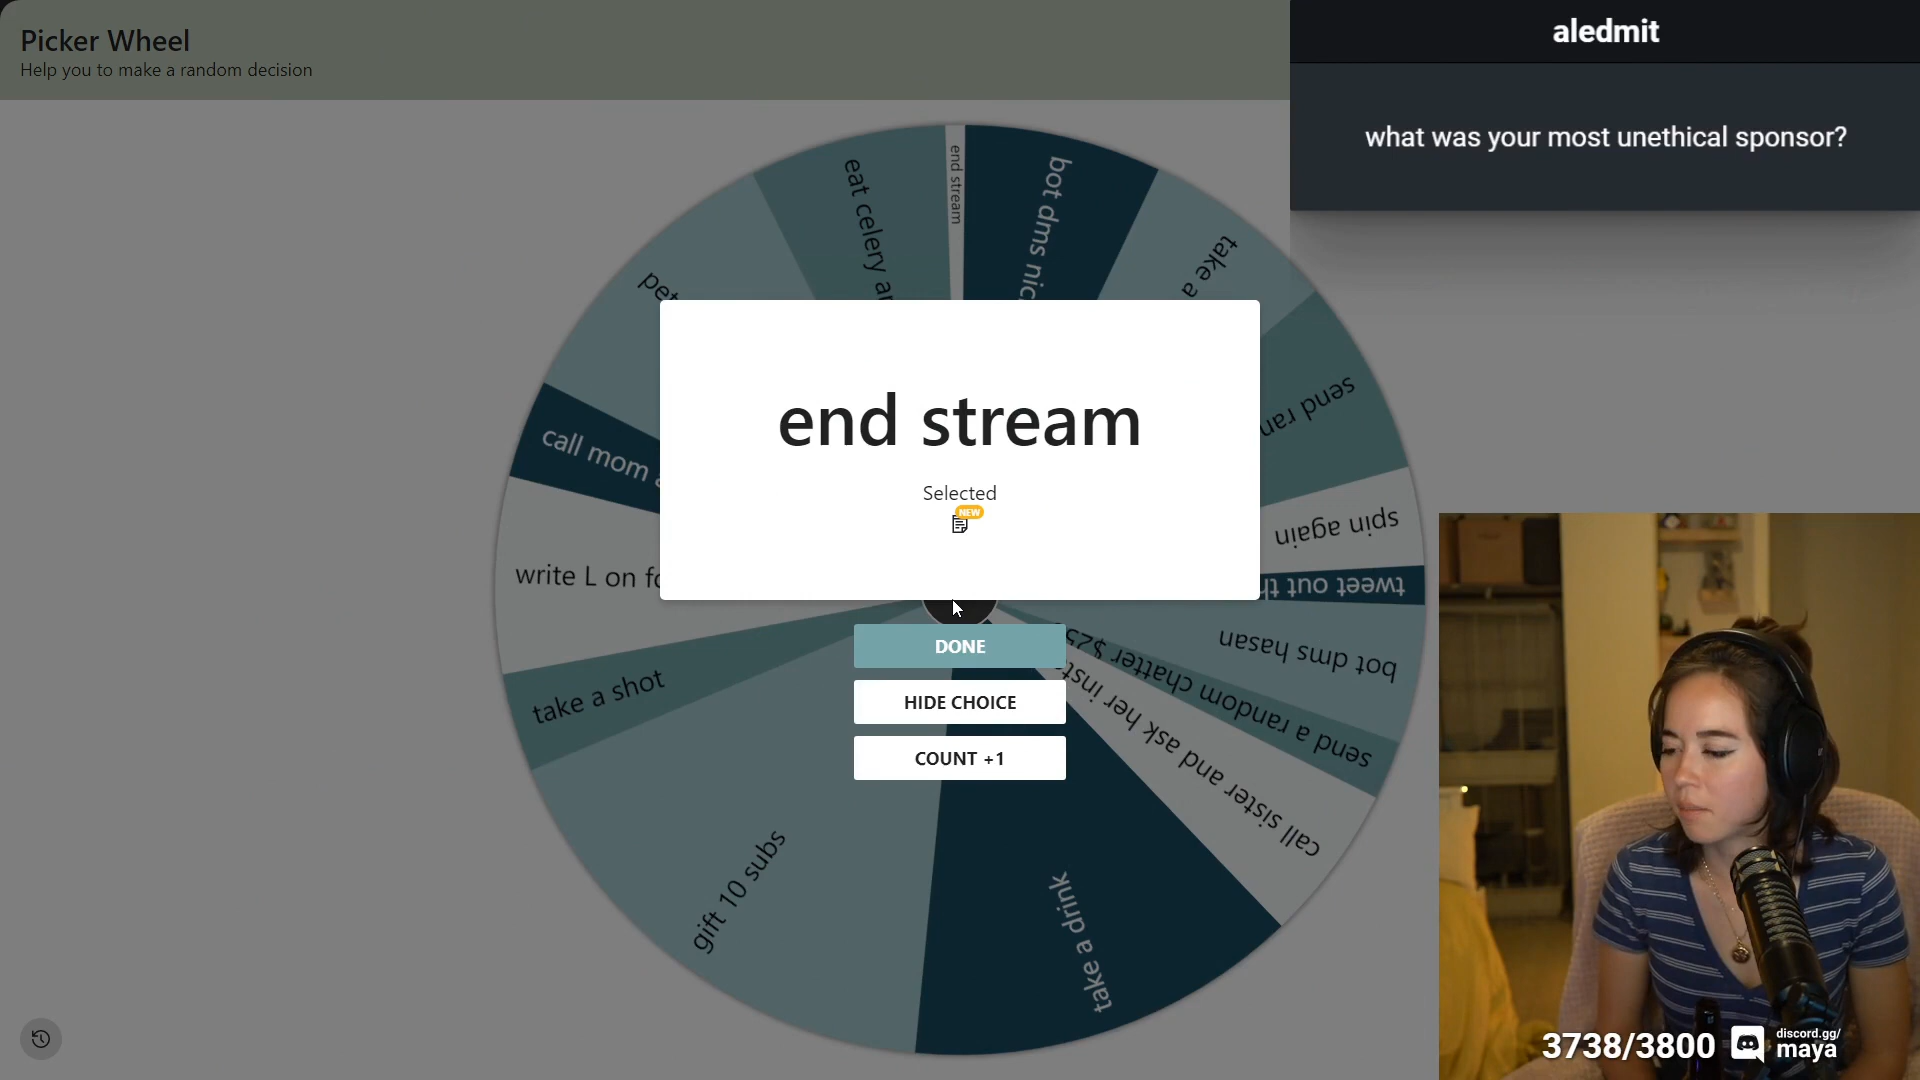 Picker Wheel
Help you to make a random decision
aledmit
what was your most unethical sponsor?
end stream
bot dms nic
take a
eat celery
pet
send ran
call mom
spin again
tweet out th
write L on fo
bot dms hasan
send a random chatter $25
call sister and ask her inst
take a shot
gift 10 subs
take a drink
end stream
Selected
NEW
DONE
HIDE CHOICE
COUNT +1
3738/3800
discord.gg/
maya